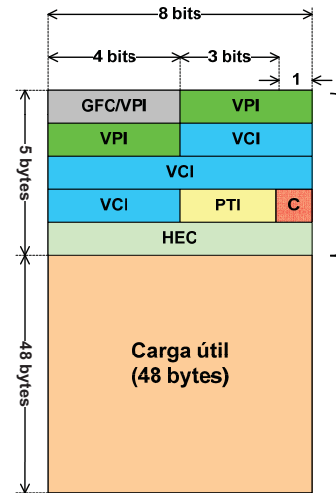 8 bits
4 bits 3 bits 1
GFC/VPI VPI
VPI VCI
VCI
VCI PTI C
HEC
5 bytes
Carga útil
(48 bytes)
48 bytes